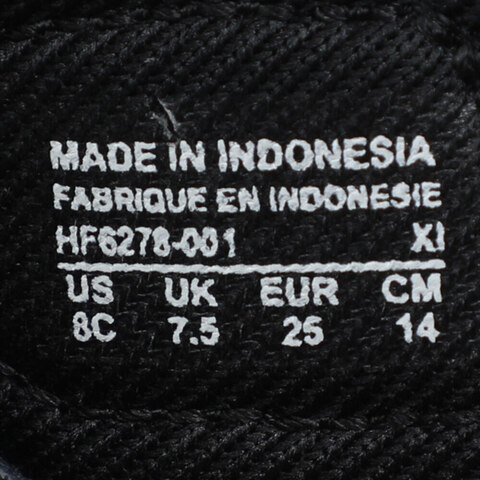 MADE IN INDONESIA
FABRIQUE EN INDONESIE
HF6278-001 XI
US UK EUR CM
8C 7.5 25 14